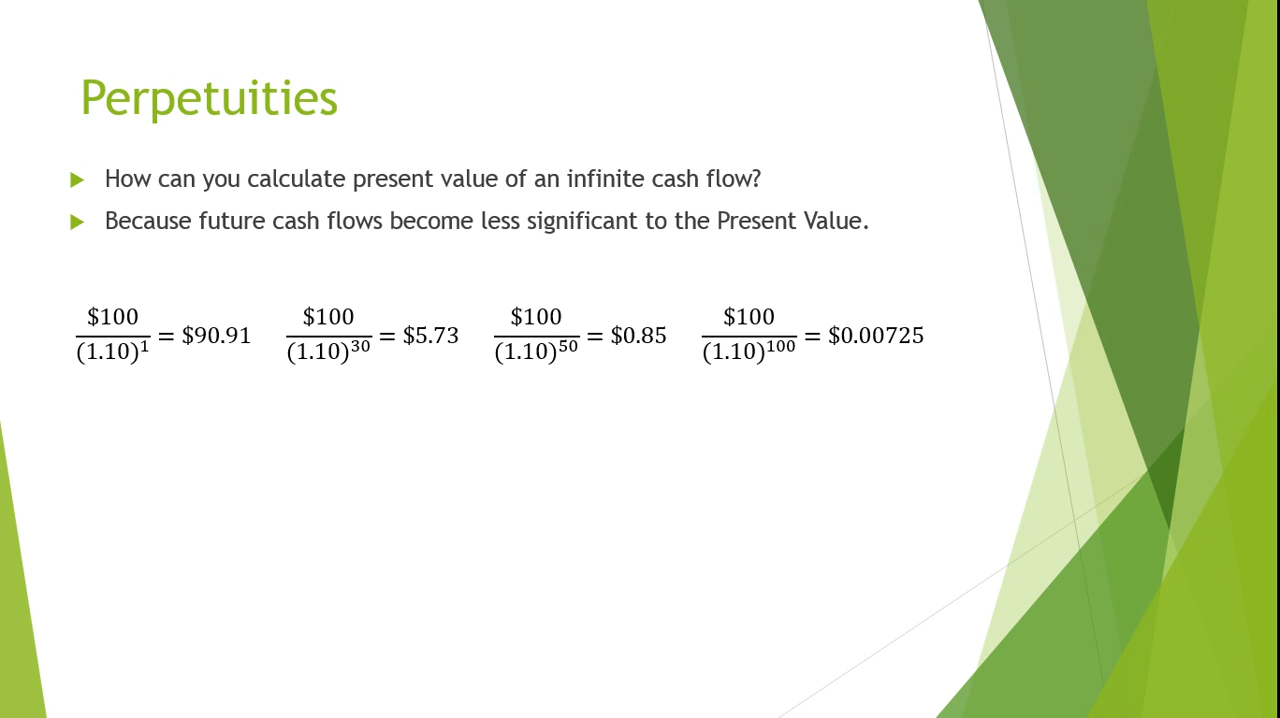 Perpetuities
How can you calculate present value of an infinite cash flow?
Because future cash flows become less significant to the Present Value.
$100/(1.10)^1 = $90.91 $100/(1.10)^30 = $5.73 $100/(1.10)^50 = $0.85 $100/(1.10)^100 = $0.00725